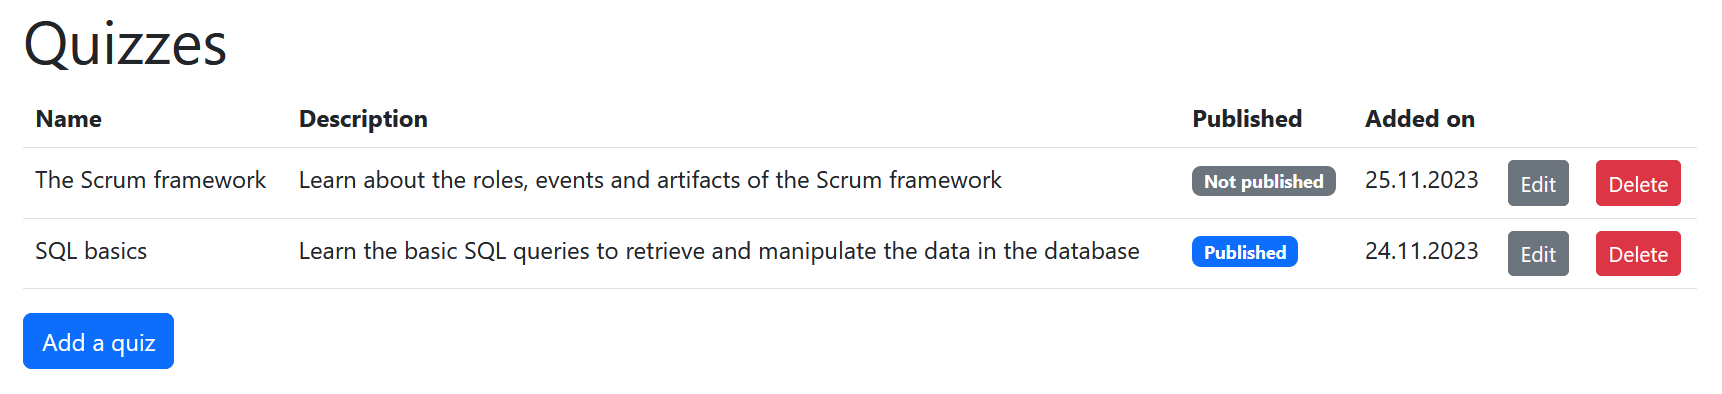 Quizzes
Name Description Published Added on
The Scrum framework Learn about the roles, events and artifacts of the Scrum framework Not published 25.11.2023 Edit Delete
SQL basics Learn the basic SQL queries to retrieve and manipulate the data in the database Published 24.11.2023 Edit Delete
Add a quiz